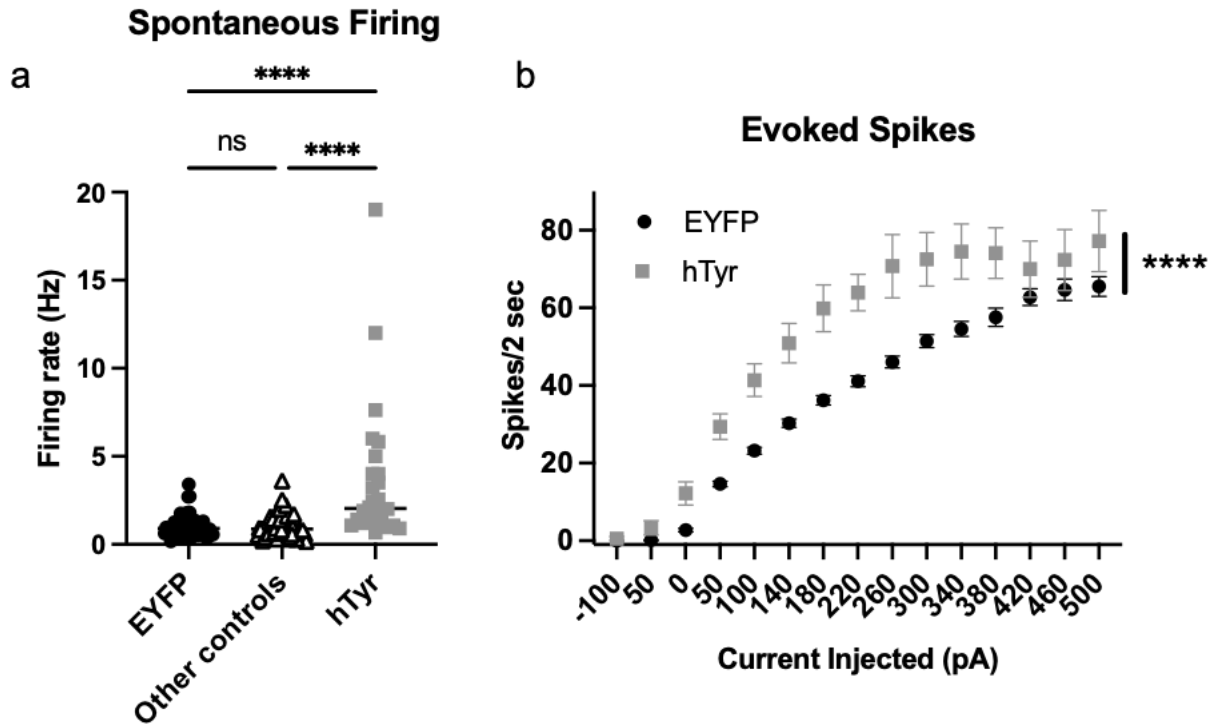 Spontaneous Firing
a
****
ns
****
Firing rate (Hz)
20
15
10
5
0
EYFP
Other controls
hTyr
b
Evoked Spikes
EYFP
hTyr
****
Spikes/2 sec
80
60
40
20
0
-100
50
0
50
100
140
180
220
260
300
340
380
420
460
500
Current Injected (pA)